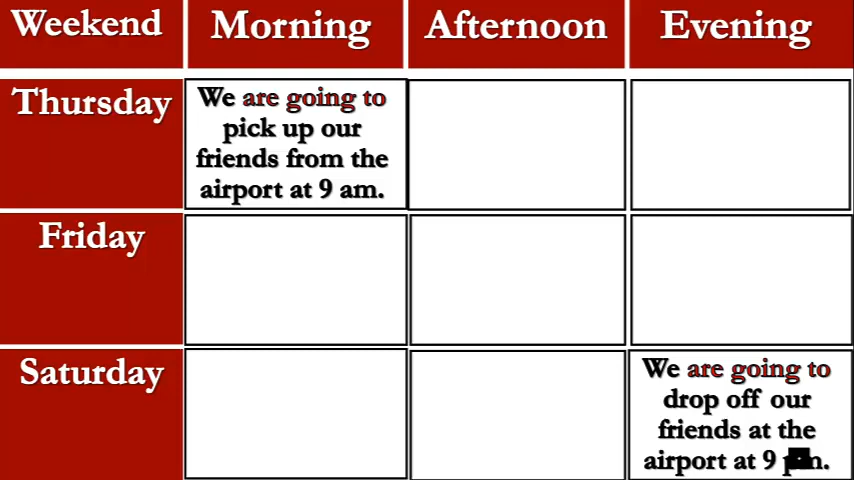 Weekend Morning Afternoon Evening
Thursday
We are going to
pick up our
friends from the
airport at 9 am.
Friday
Saturday
We are going to
drop off our
friends at the
airport at 9